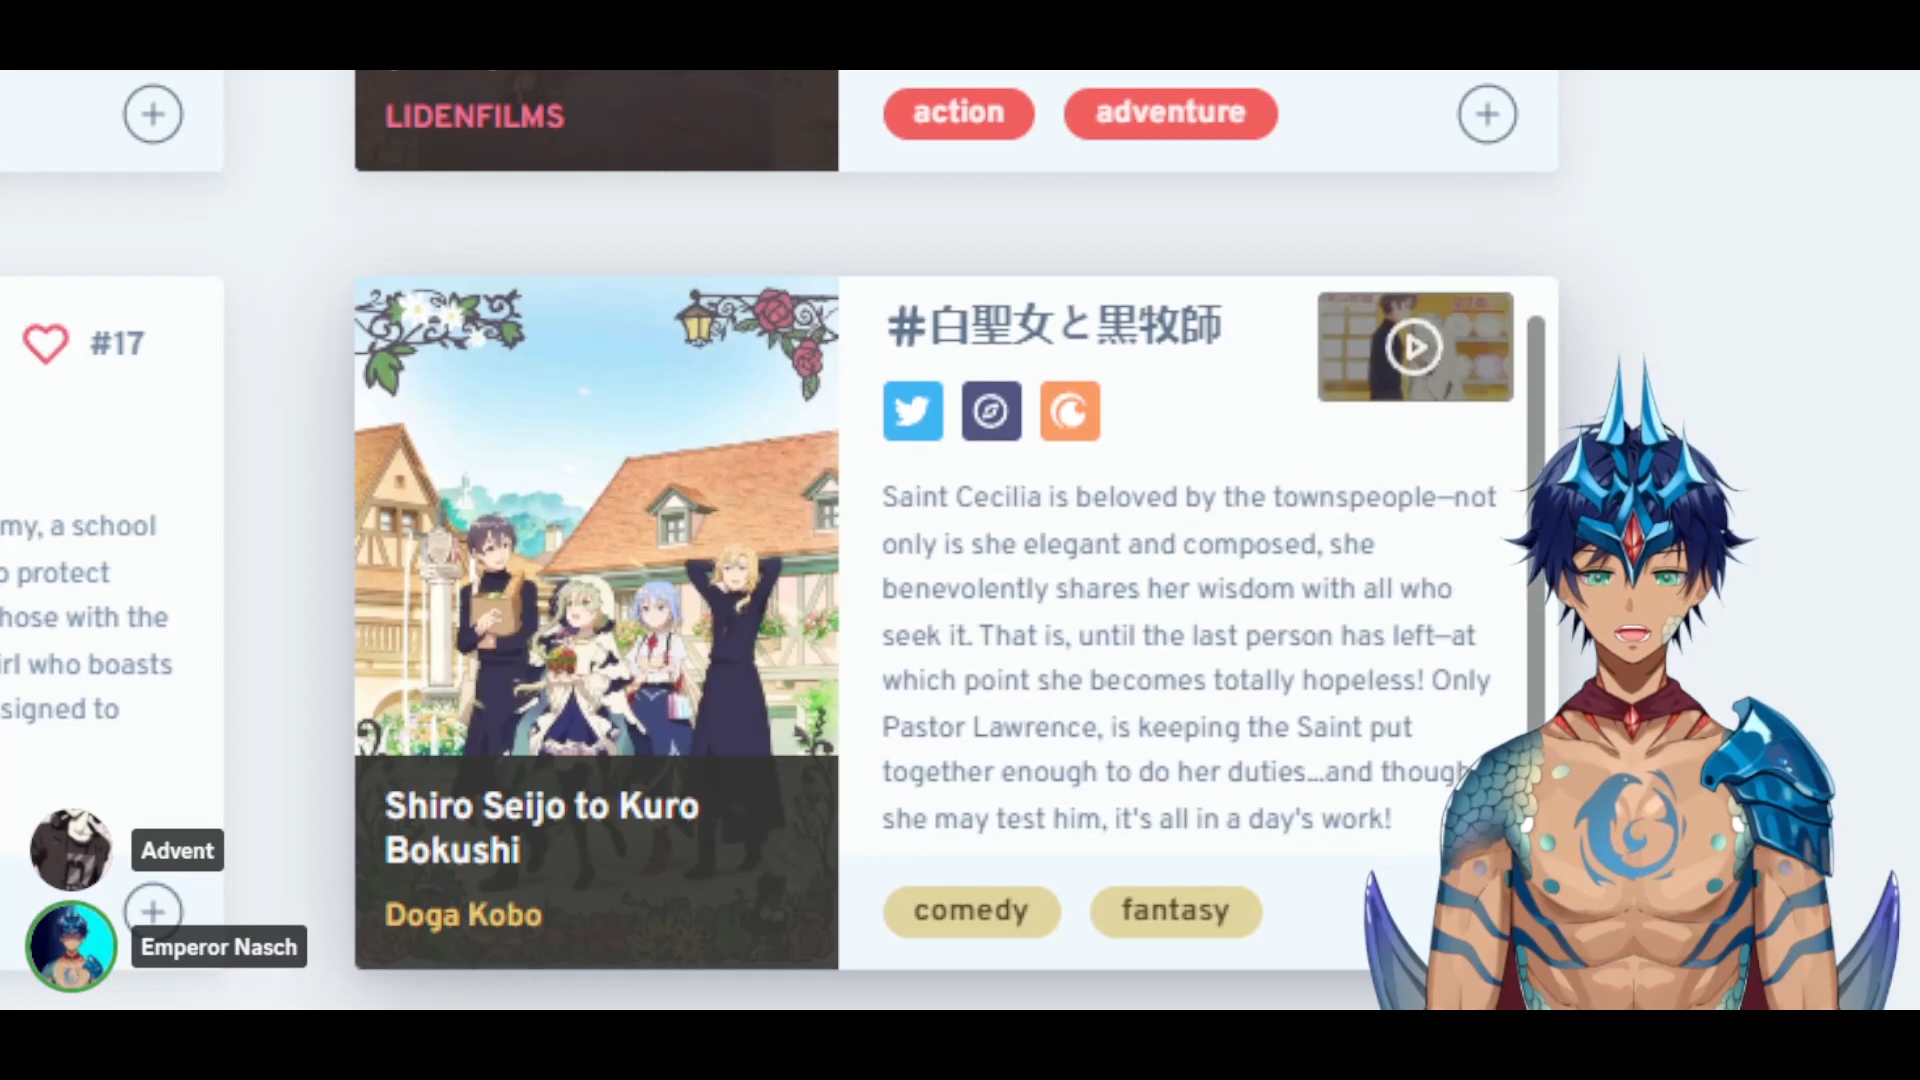 LIDENFILMS
action
adventure
#17
my, a school
o protect
hose with the
irl who boasts
signed to
#白聖女と黒牧師
Saint Cecilia is beloved by the townspeople—not
only is she elegant and composed, she
benevolently shares her wisdom with all who
seek it. That is, until the last person has left—at
which point she becomes totally hopeless! Only
Pastor Lawrence, is keeping the Saint put
together enough to do her duties...and though
she may test him, it's all in a day's work!
Shiro Seijo to Kuro
Bokushi
Doga Kobo
comedy
fantasy
Advent
Emperor Nasch